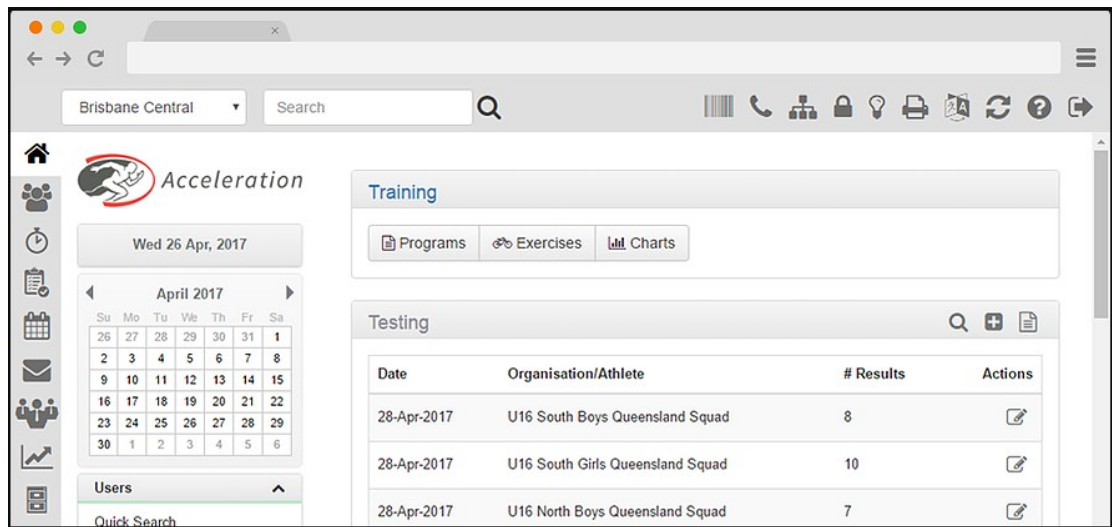 Brisbane Central
Search
Acceleration
Wed 26 Apr, 2017
April 2017
Su Mo Tu We Th Fr Sa
26 27 28 29 30 31 1
2 3 4 5 6 7 8
9 10 11 12 13 14 15
16 17 18 19 20 21 22
23 24 25 26 27 28 29
30 1 2 3 4 5 6
Users
Quick Search
Training
Programs Exercises Charts
Testing
Date Organisation/Athlete # Results Actions
28-Apr-2017 U16 South Boys Queensland Squad 8
28-Apr-2017 U16 South Girls Queensland Squad 10
28-Apr-2017 U16 North Boys Queensland Squad 7